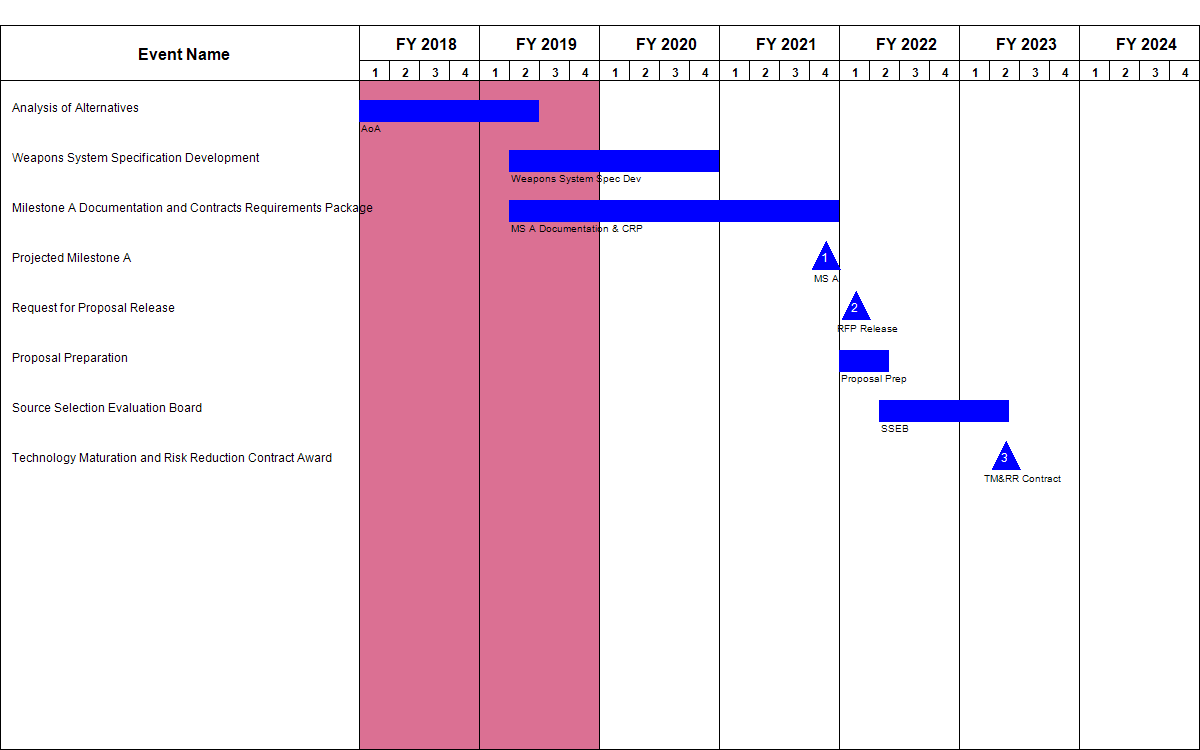 Event Name
FY 2018 FY 2019 FY 2020 FY 2021 FY 2022 FY 2023 FY 2024
1 2 3 4 1 2 3 4 1 2 3 4 1 2 3 4 1 2 3 4 1 2 3 4 1 2 3 4
Analysis of Alternatives
AoA
Weapons System Specification Development
Weapons System Spec Dev
Milestone A Documentation and Contracts Requirements Package
MS A Documentation & CRP
Projected Milestone A
1
MS A
Request for Proposal Release
2
RFP Release
Proposal Preparation
Proposal Prep
Source Selection Evaluation Board
SSEB
Technology Maturation and Risk Reduction Contract Award
3
TM&RR Contract